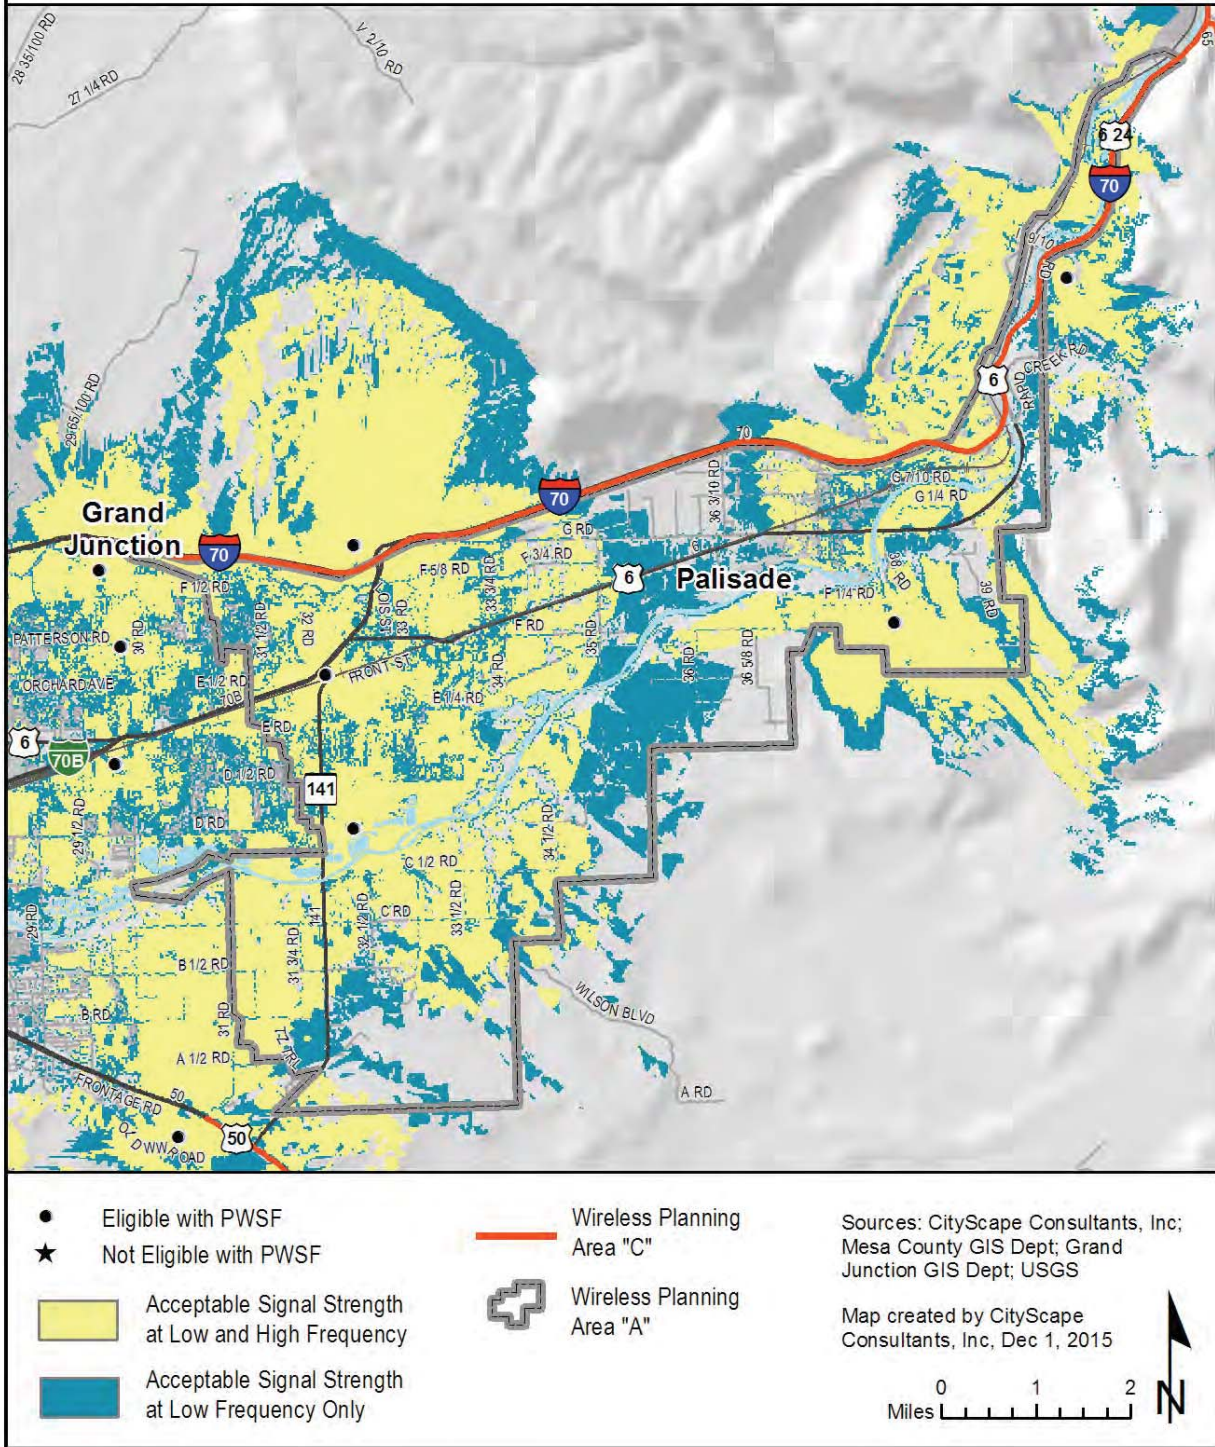 28 35/100 RD
27 1/4 RD
V 2/10 RD
65
6 24
70
I 9/10 RD
6
RAPID CREEK RD
29 65/100 RD
70
36 3/10 RD
G 7/10 RD
G 1/4 RD
70
Grand
Junction
70
G RD
F 3/4 RD
F 5/8 RD
33 3/4 RD
6
6
Palisade
F 1/2 RD
38 RD
39 RD
F 1/4 RD
31 1/2 RD
32 RD
33 RD
F RD
35 RD
PATTERSON RD
30 RD
FRONT ST
34 RD
36 RD
36 5/8 RD
ORCHARD AVE
E 1/2 RD
70B
E 1/4 RD
E RD
6
70B
D 1/2 RD
141
29 1/2 RD
D RD
34 1/2 RD
C 1/2 RD
29 RD
141
32 1/2 RD
C RD
33 1/2 RD
31 3/4 RD
B 1/2 RD
WILSON BLVD
B RD
31 RD
A 1/2 RD
A RD
FRONTAGE RD
50
50
Eligible with PWSF
Not Eligible with PWSF
Acceptable Signal Strength
at Low and High Frequency
Acceptable Signal Strength
at Low Frequency Only
Wireless Planning
Area "C"
Wireless Planning
Area "A"
Sources: CityScape Consultants, Inc;
Mesa County GIS Dept; Grand
Junction GIS Dept; USGS
Map created by CityScape
Consultants, Inc, Dec 1, 2015
0 1 2
Miles
N